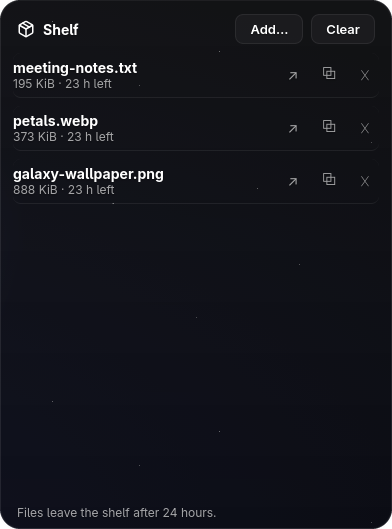 Shelf
Add...
Clear
meeting-notes.txt
195 KiB · 23 h left
petals.webp
373 KiB · 23 h left
galaxy-wallpaper.png
888 KiB · 23 h left
Files leave the shelf after 24 hours.